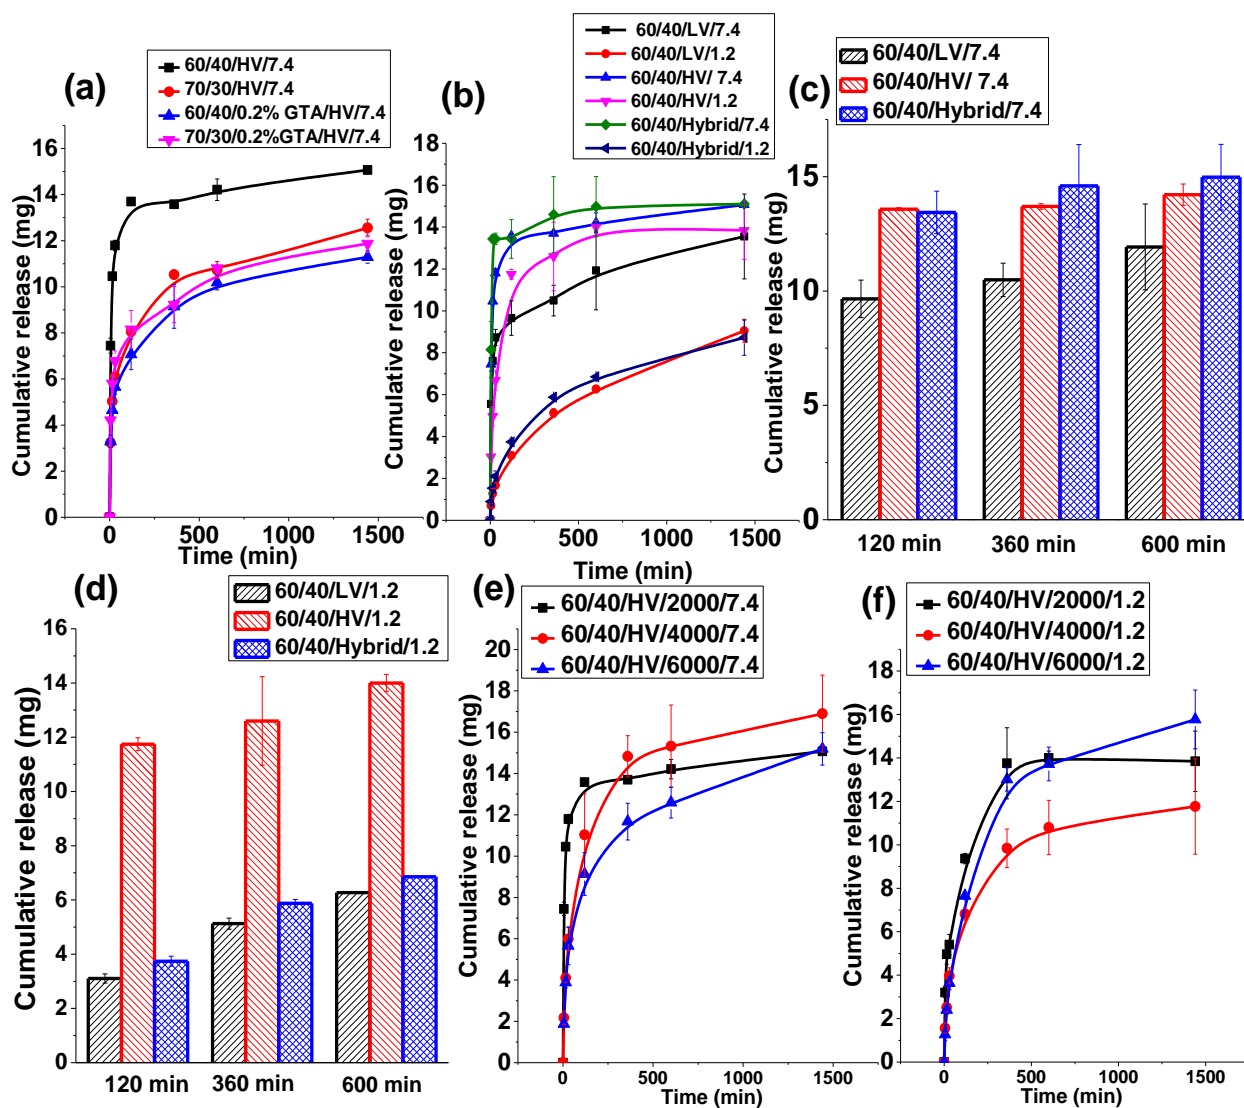 (a)
60/40/HV/7.4
70/30/HV/7.4
60/40/0.2% GTA/HV/7.4
70/30/0.2%GTA/HV/7.4
Cumulative release (mg)
16
14
12
10
8
6
4
2
0
0 500 1000 1500
Time (min)
(b)
60/40/LV/7.4
60/40/LV/1.2
60/40/HV/ 7.4
60/40/HV/1.2
60/40/Hybrid/7.4
60/40/Hybrid/1.2
Cumulative release (mg)
18
16
14
12
10
8
6
4
2
0
0 500 1000 1500
Time (min)
(c)
60/40/LV/7.4
60/40/HV/ 7.4
60/40/Hybrid/7.4
Cumulative release (mg)
15
10
5
0
120 min 360 min 600 min
(d)
60/40/LV/1.2
60/40/HV/1.2
60/40/Hybrid/1.2
Cumulative release (mg)
16
14
12
10
8
6
4
2
0
120 min 360 min 600 min
(e)
60/40/HV/2000/7.4
60/40/HV/4000/7.4
60/40/HV/6000/7.4
Cumulative release (mg)
20
18
16
14
12
10
8
6
4
2
0
0 500 1000 1500
Time (min)
(f)
60/40/HV/2000/1.2
60/40/HV/4000/1.2
60/40/HV/6000/1.2
Cumulative release (mg)
18
16
14
12
10
8
6
4
2
0
0 500 1000 1500
Time (min)